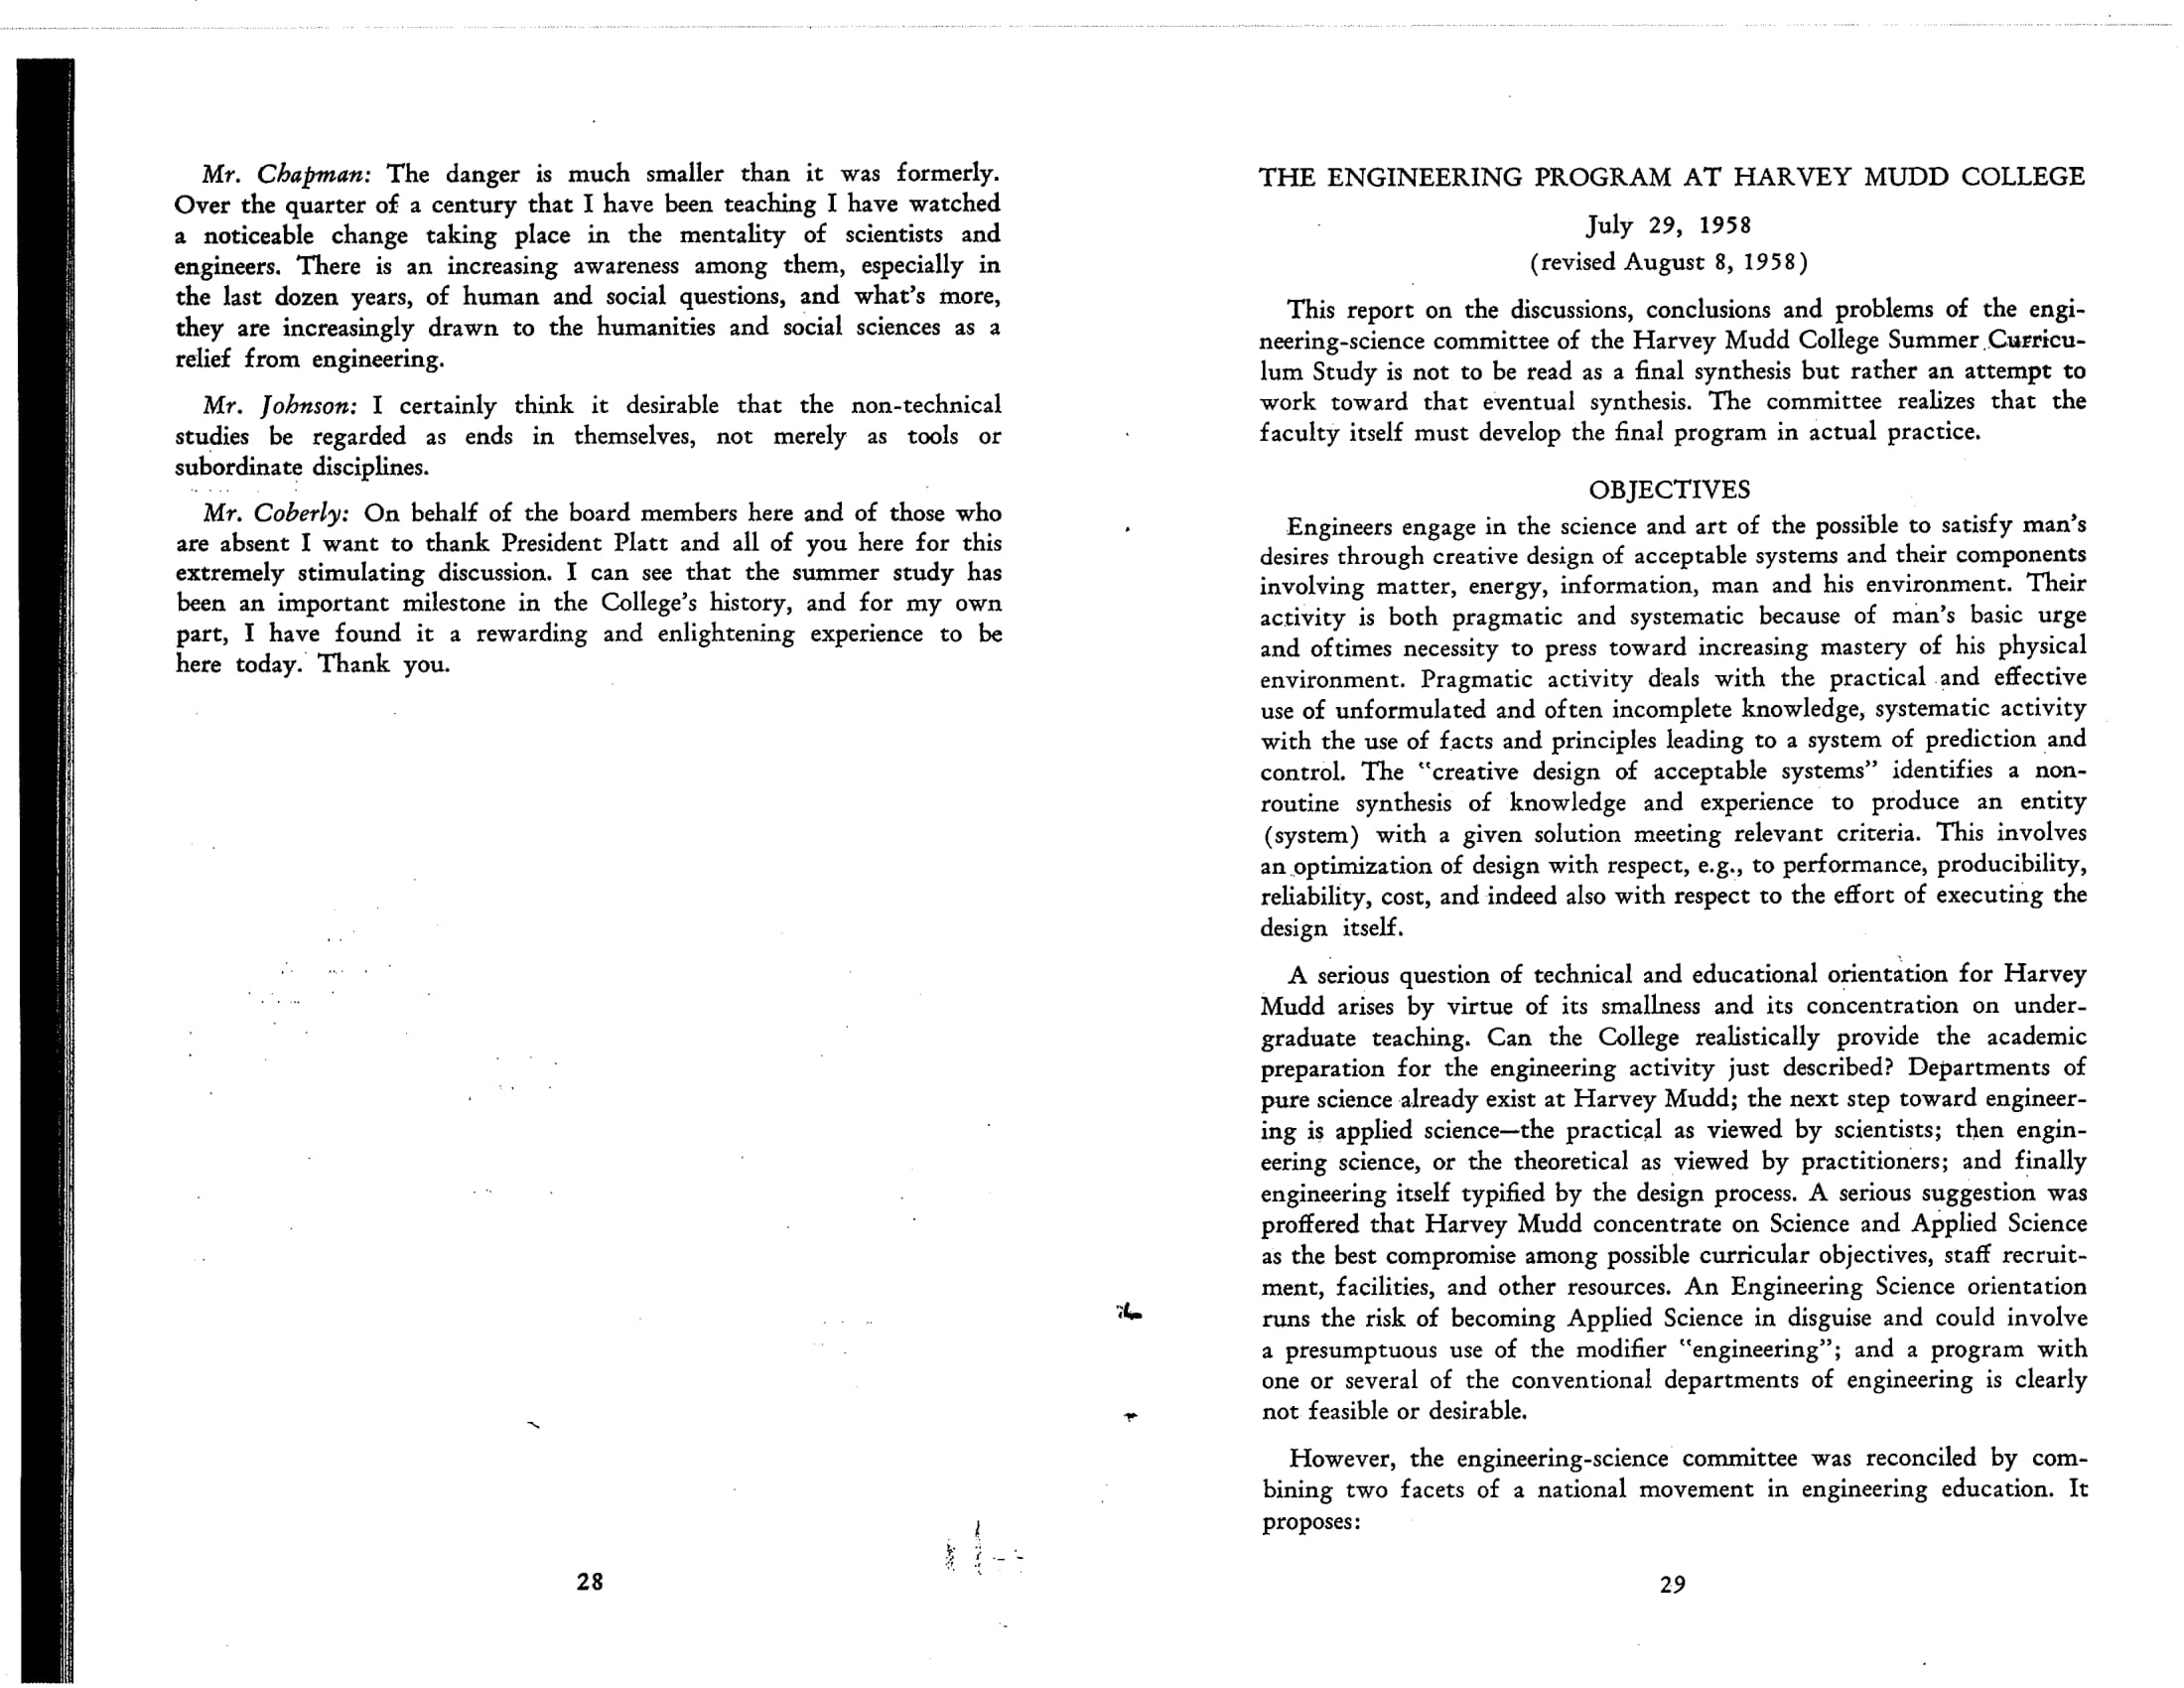 Mr. Chapman: The danger is much smaller than it was formerly.
Over the quarter of a century that I have been teaching I have watched
a noticeable change taking place in the mentality of scientists and
engineers. There is an increasing awareness among them, especially in
the last dozen years, of human and social questions, and what's more,
they are increasingly drawn to the humanities and social sciences as a
relief from engineering.
Mr. Johnson: I certainly think it desirable that the non-technical
studies be regarded as ends in themselves, not merely as tools or
subordinate disciplines.
Mr. Coberly: On behalf of the board members here and of those who
are absent I want to thank President Platt and all of you here for this
extremely stimulating discussion. I can see that the summer study has
been an important milestone in the College's history, and for my own
part, I have found it a rewarding and enlightening experience to be
here today. Thank you.
28
THE ENGINEERING PROGRAM AT HARVEY MUDD COLLEGE
July 29, 1958
(revised August 8, 1958)
This report on the discussions, conclusions and problems of the engi-
neering-science committee of the Harvey Mudd College Summer Curricu-
lum Study is not to be read as a final synthesis but rather an attempt to
work toward that eventual synthesis. The committee realizes that the
faculty itself must develop the final program in actual practice.
OBJECTIVES
Engineers engage in the science and art of the possible to satisfy man's
desires through creative design of acceptable systems and their components
involving matter, energy, information, man and his environment. Their
activity is both pragmatic and systematic because of man's basic urge
and oftimes necessity to press toward increasing mastery of his physical
environment. Pragmatic activity deals with the practical and effective
use of unformulated and often incomplete knowledge, systematic activity
with the use of facts and principles leading to a system of prediction and
control. The "creative design of acceptable systems" identifies a non-
routine synthesis of knowledge and experience to produce an entity
(system) with a given solution meeting relevant criteria. This involves
an optimization of design with respect, e.g., to performance, producibility,
reliability, cost, and indeed also with respect to the effort of executing the
design itself.
A serious question of technical and educational orientation for Harvey
Mudd arises by virtue of its smallness and its concentration on under-
graduate teaching. Can the College realistically provide the academic
preparation for the engineering activity just described? Departments of
pure science already exist at Harvey Mudd; the next step toward engineer-
ing is applied science—the practical as viewed by scientists; then engin-
eering science, or the theoretical as viewed by practitioners; and finally
engineering itself typified by the design process. A serious suggestion was
proffered that Harvey Mudd concentrate on Science and Applied Science
as the best compromise among possible curricular objectives, staff recruit-
ment, facilities, and other resources. An Engineering Science orientation
runs the risk of becoming Applied Science in disguise and could involve
a presumptuous use of the modifier "engineering"; and a program with
one or several of the conventional departments of engineering is clearly
not feasible or desirable.
However, the engineering-science committee was reconciled by com-
bining two facets of a national movement in engineering education. It
proposes:
29